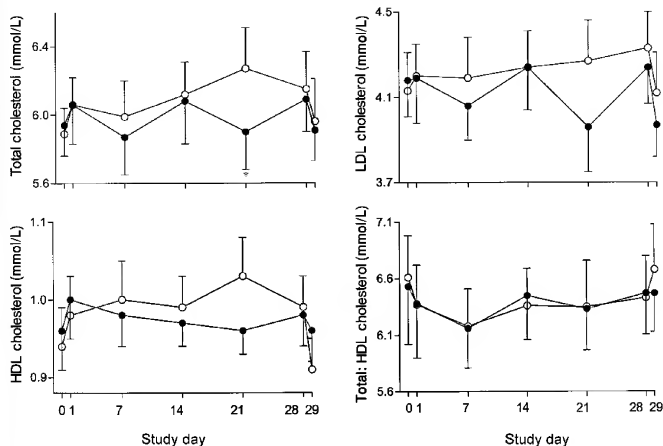 Total cholesterol (mmol/L)
6.4
6.0
5.6
*
LDL cholesterol (mmol/L)
4.5
4.1
3.7
HDL cholesterol (mmol/L)
1.1
1.0
0.9
0 1 7 14 21 28 29
Study day
Total: HDL cholesterol (mmol/L)
7.1
6.6
6.1
5.6
0 1 7 14 21 28 29
Study day